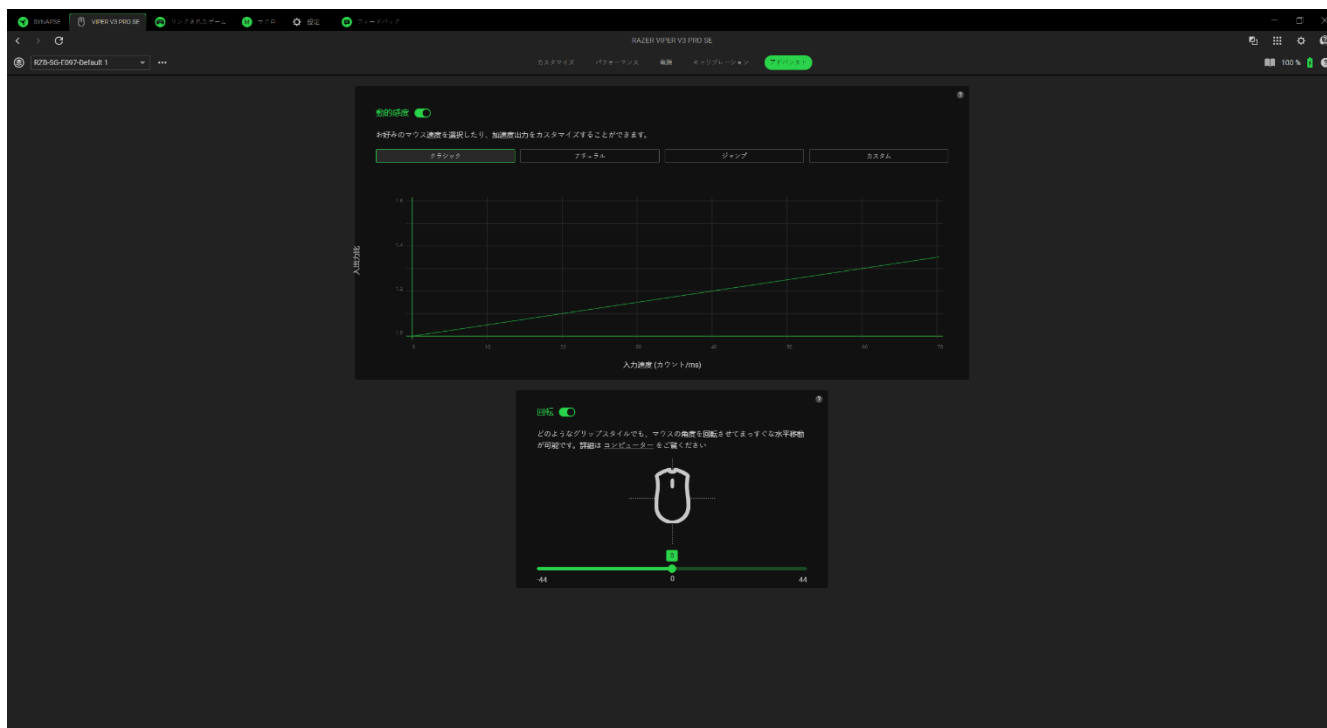 SYNAPSE
VIPER V3 PRO SE
リンクされたゲーム
マクロ
設定
フィードバック
RAZER VIPER V3 PRO SE
RZB-SG-E097-Default 1
カスタマイズ
パフォーマンス
電源
キャリブレーション
アドバンスト
100 %
動的感度
お好みのマウス速度を選択したり、加速度出力をカスタマイズすることができます。
クラシック
ナチュラル
ジャンプ
カスタム
1.6
1.4
1.2
1.0
入出力比
0 10 20 30 40 50 60 70
入力速度 (カウント/ms)
回転
どのようなグリップスタイルでも、マウスの角度を回転させてまっすぐな水平移動
が可能です。詳細は コンピューター をご覧ください
0
-44 0 44